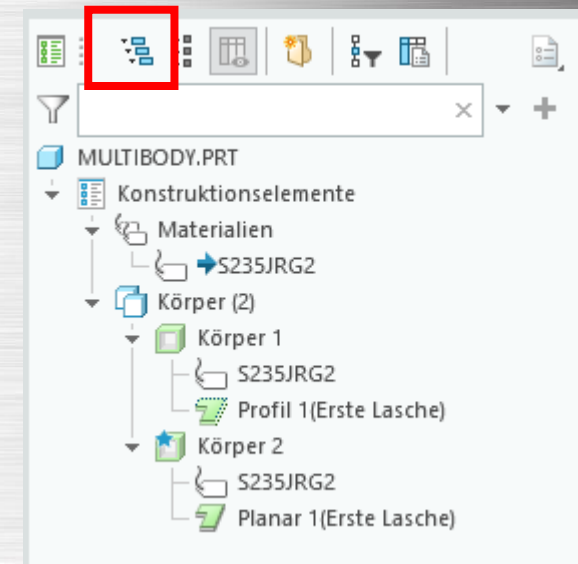 MULTIBODY.PRT
Konstruktionselemente
Materialien
S235JRG2
Körper (2)
Körper 1
S235JRG2
Profil 1(Erste Lasche)
Körper 2
S235JRG2
Planar 1(Erste Lasche)